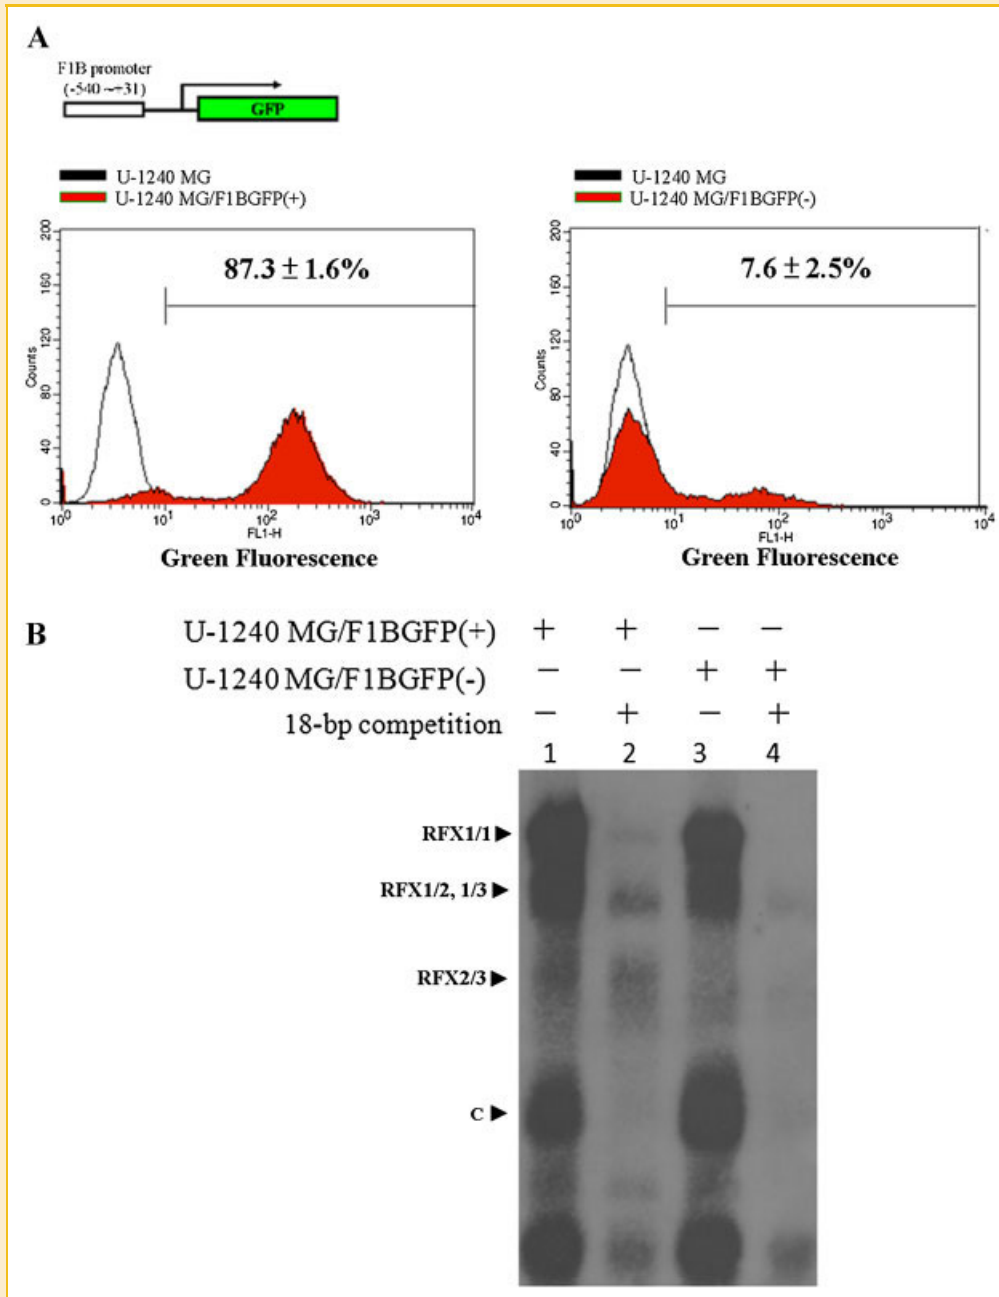 A
F1B promoter
(-540 ~+31)
GFP
U-1240 MG
U-1240 MG/F1BGFP(+)
200
160
120
80
40
0
Counts
87.3 ± 1.6%
10⁰ 10¹ 10² 10³ 10⁴
FL1-H
Green Fluorescence
U-1240 MG
U-1240 MG/F1BGFP(-)
200
160
120
80
40
0
Counts
7.6 ± 2.5%
10⁰ 10¹ 10² 10³ 10⁴
FL1-H
Green Fluorescence
B
U-1240 MG/F1BGFP(+) + + − −
U-1240 MG/F1BGFP(-) − − + +
18-bp competition − + − +
1 2 3 4
RFX1/1
RFX1/2, 1/3
RFX2/3
C